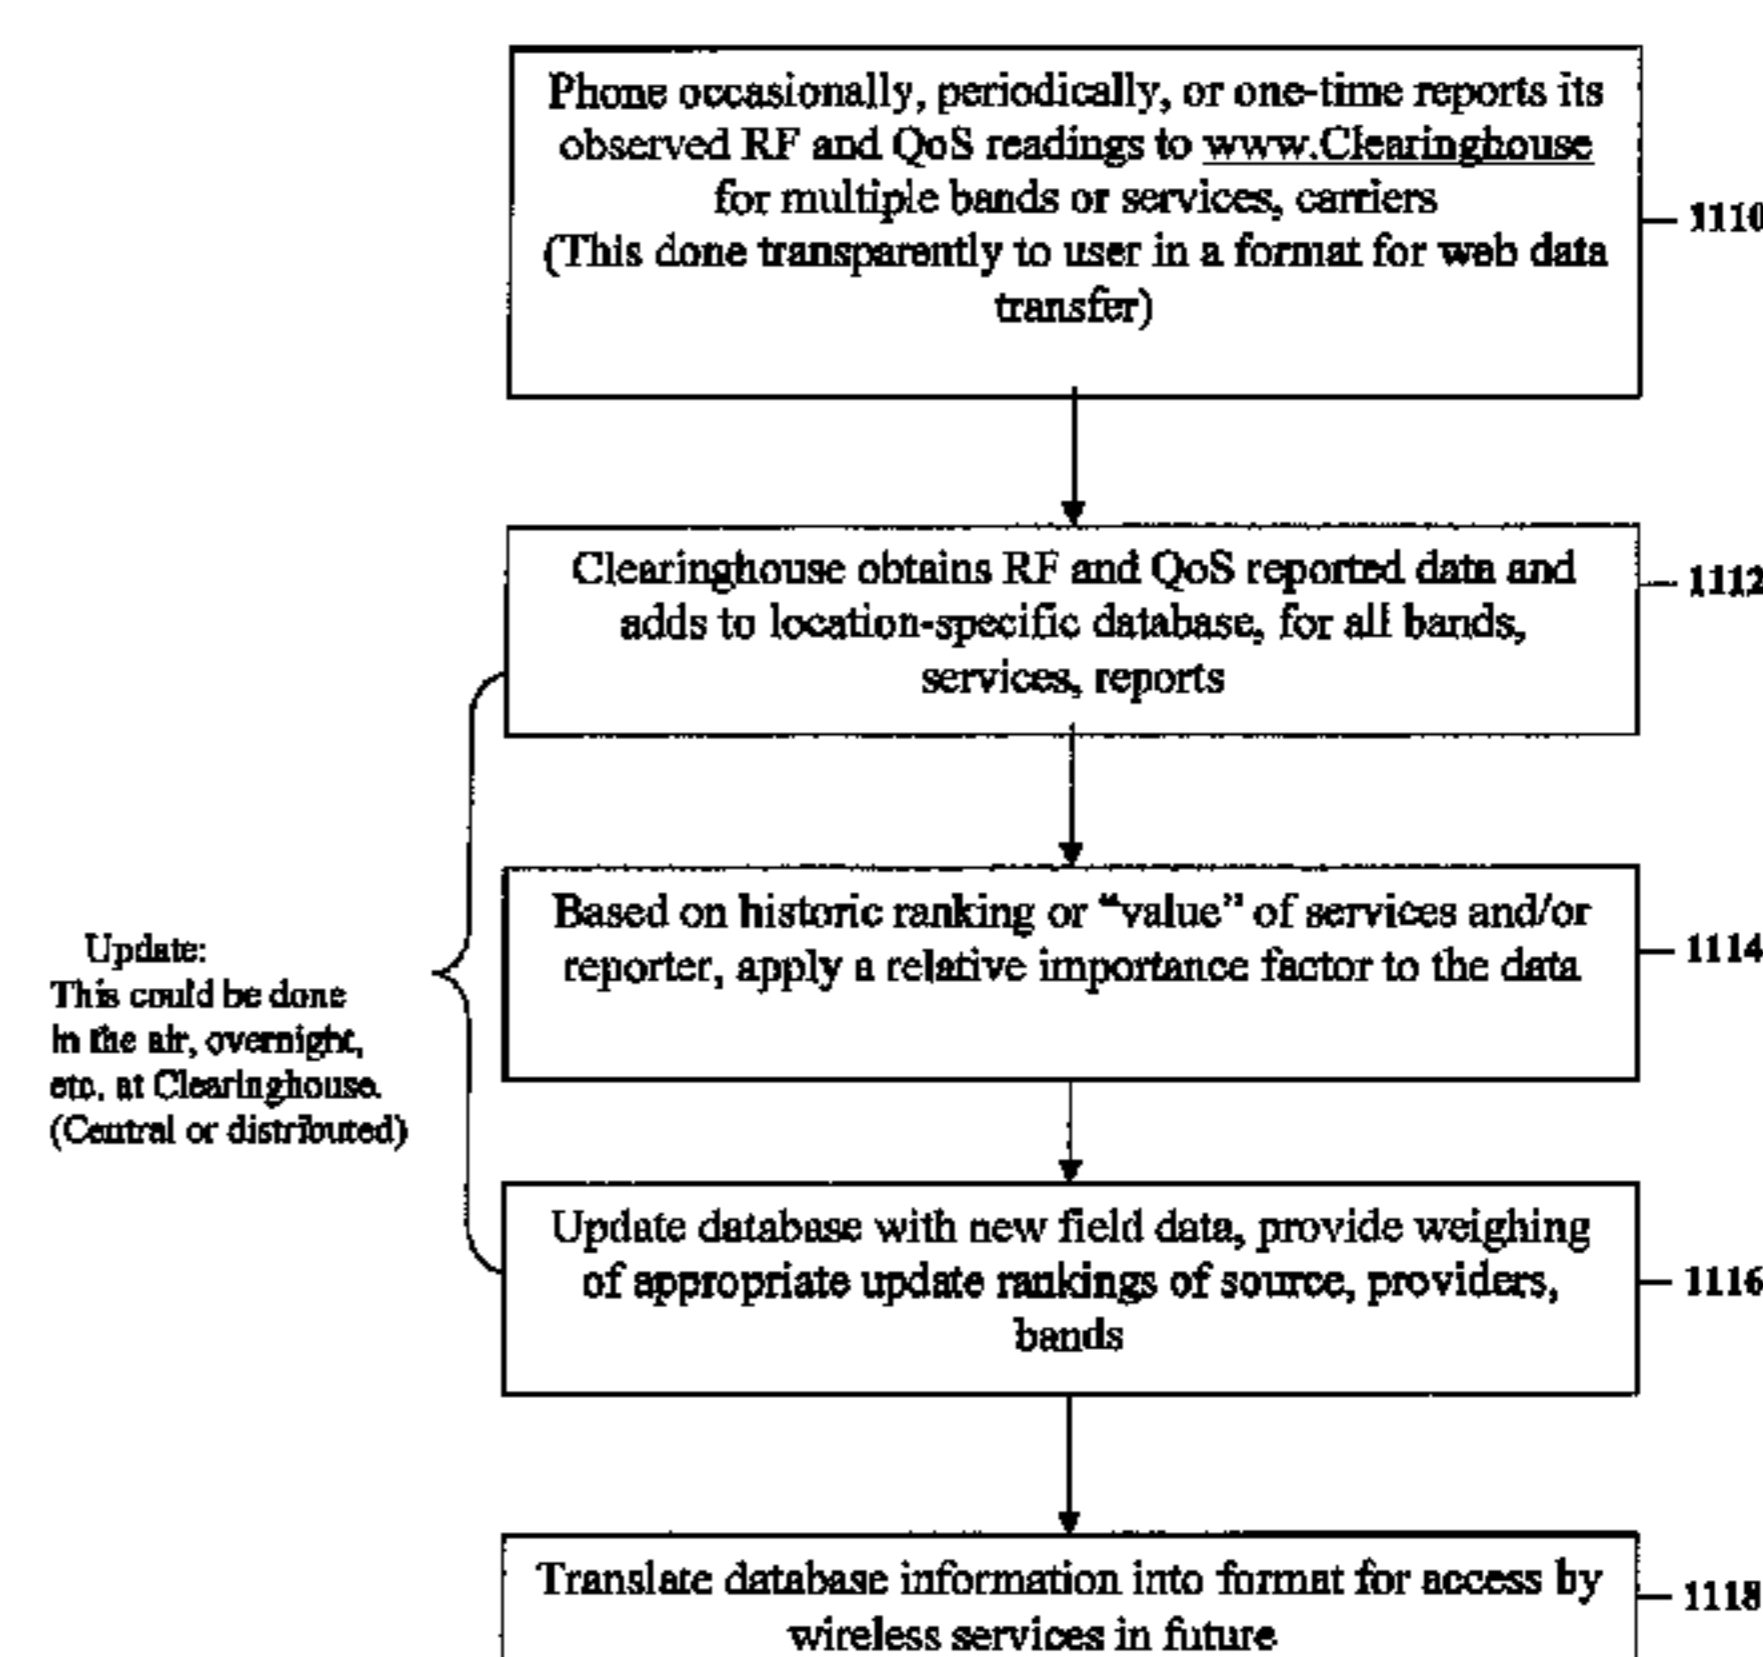 Phone occasionally, periodically, or one-time reports its
observed RF and QoS readings to www.Clearinghouse
for multiple bands or services, carriers
(This done transparently to user in a format for web data
transfer)
1110
Clearinghouse obtains RF and QoS reported data and
adds to location-specific database, for all bands,
services, reports
1112
Based on historic ranking or “value” of services and/or
reporter, apply a relative importance factor to the data
1114
Update:
This could be done
in the air, overnight,
etc. at Clearinghouse.
(Central or distributed)
Update database with new field data, provide weighing
of appropriate update rankings of source, providers,
bands
1116
Translate database information into format for access by
wireless services in future
1118